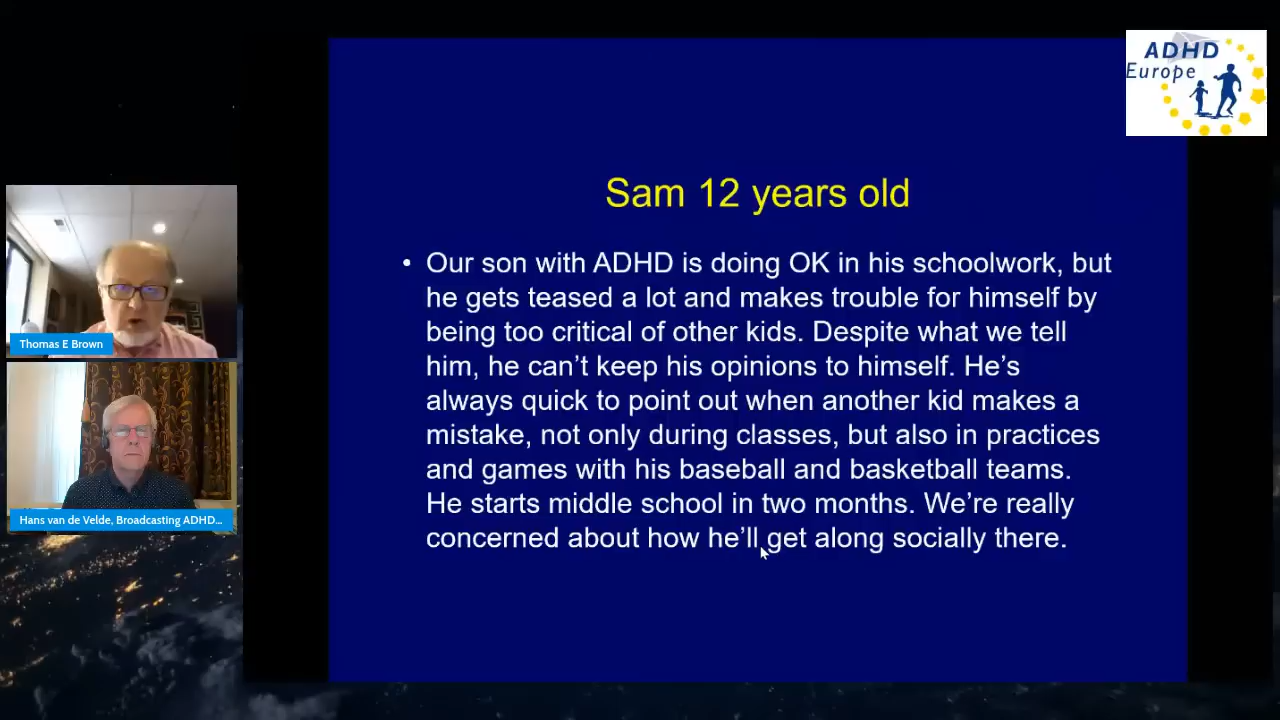 ADHD
Europe
Sam 12 years old
• Our son with ADHD is doing OK in his schoolwork, but
he gets teased a lot and makes trouble for himself by
being too critical of other kids. Despite what we tell
him, he can’t keep his opinions to himself. He’s
always quick to point out when another kid makes a
mistake, not only during classes, but also in practices
and games with his baseball and basketball teams.
He starts middle school in two months. We’re really
concerned about how he’ll get along socially there.
Thomas E Brown
Hans van de Velde, Broadcasting ADHD...